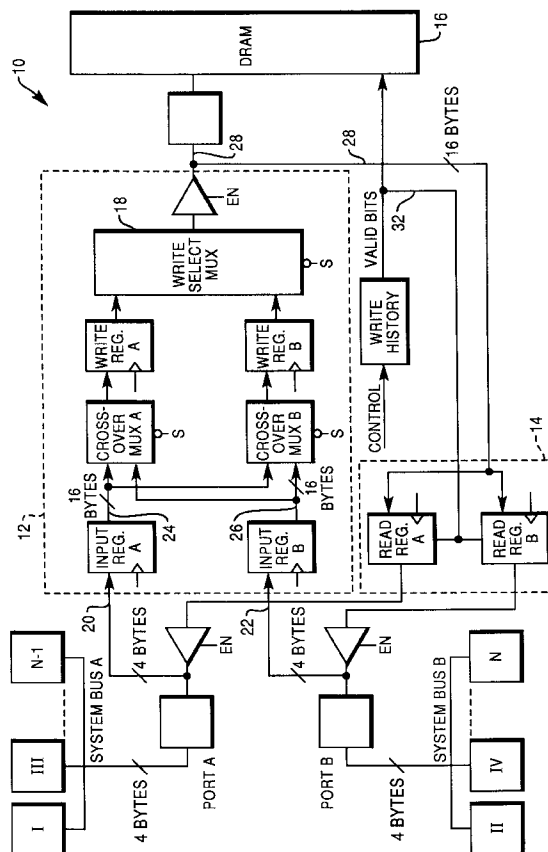 10
DRAM
16
28
EN
18
WRITE
SELECT
MUX
S
12
WRITE
REG.
A
WRITE
REG.
B
CROSS-
OVER
MUX A
S
CROSS-
OVER
MUX B
S
16
BYTES
24
16
BYTES
26
INPUT
REG.
A
INPUT
REG.
B
20
22
4 BYTES
4 BYTES
EN
EN
28
16 BYTES
VALID BITS
32
WRITE
HISTORY
CONTROL
14
READ
REG.
A
READ
REG.
B
I
III
N-1
SYSTEM BUS A
4 BYTES
PORT A
II
IV
N
SYSTEM BUS B
4 BYTES
PORT B